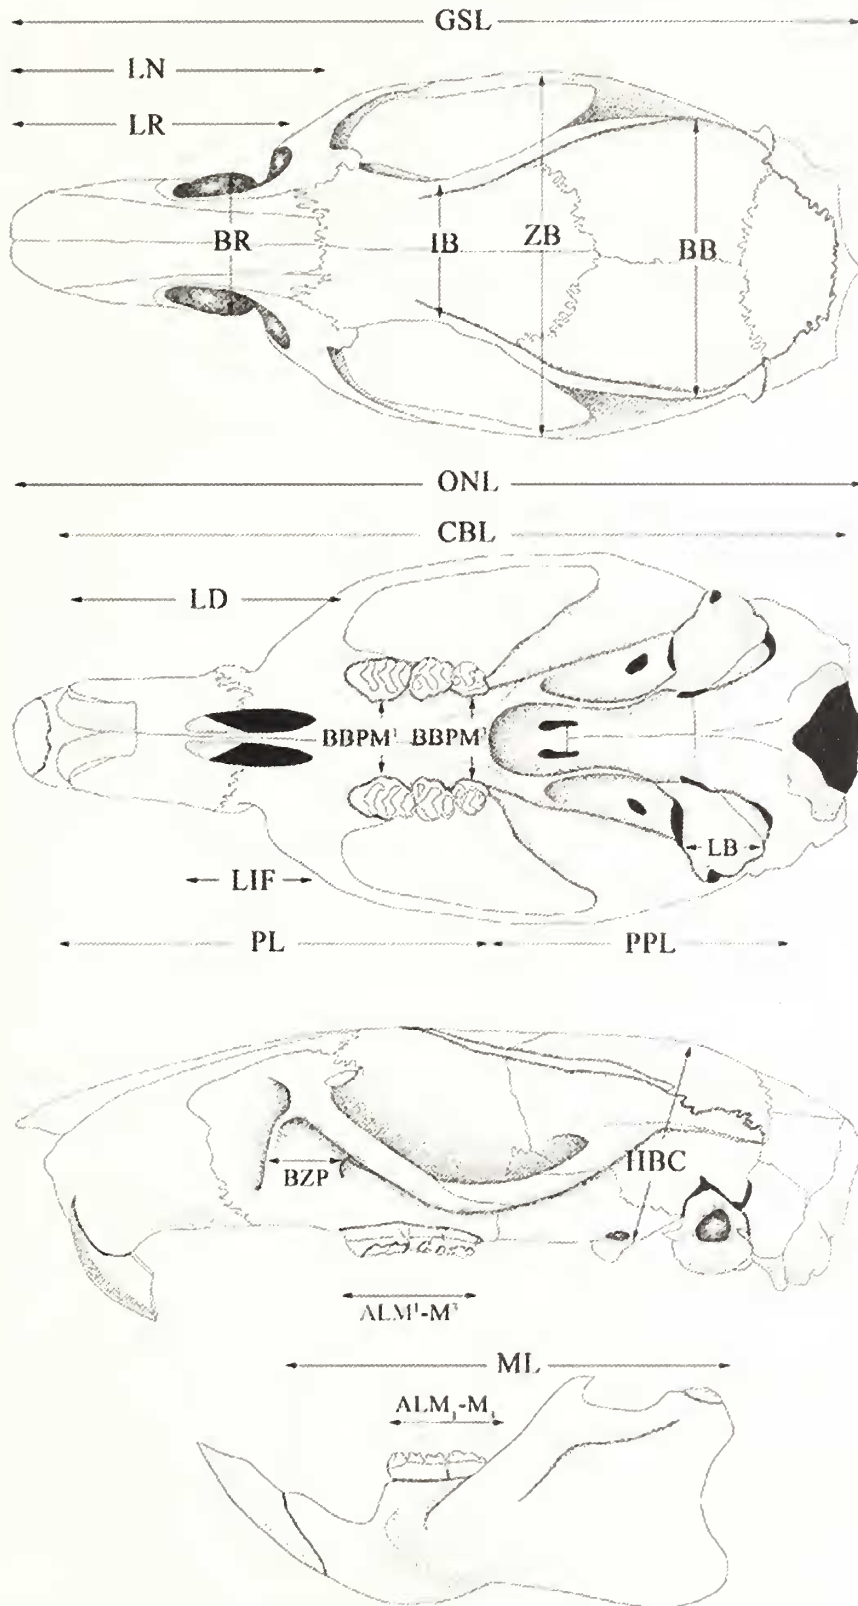 GSL
LN
LR
BR
IB
ZB
BB
ONL
CBL
LD
BBPM¹ BBPM³
LB
LIF
PL
PPL
HBC
BZP
ALM¹-M³
ML
ALM₁-M₃